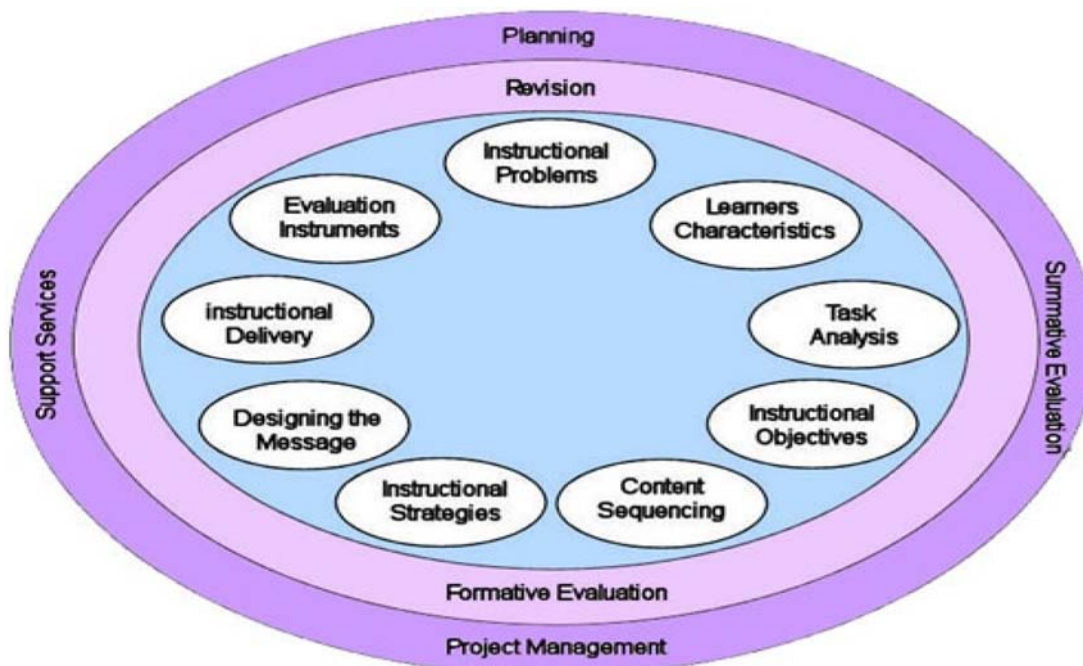 Planning
Revision
Instructional
Problems
Learners
Characteristics
Task
Analysis
Instructional
Objectives
Content
Sequencing
Instructional
Strategies
Designing the
Message
instructional
Delivery
Evaluation
Instruments
Support Services
Summative Evaluation
Formative Evaluation
Project Management